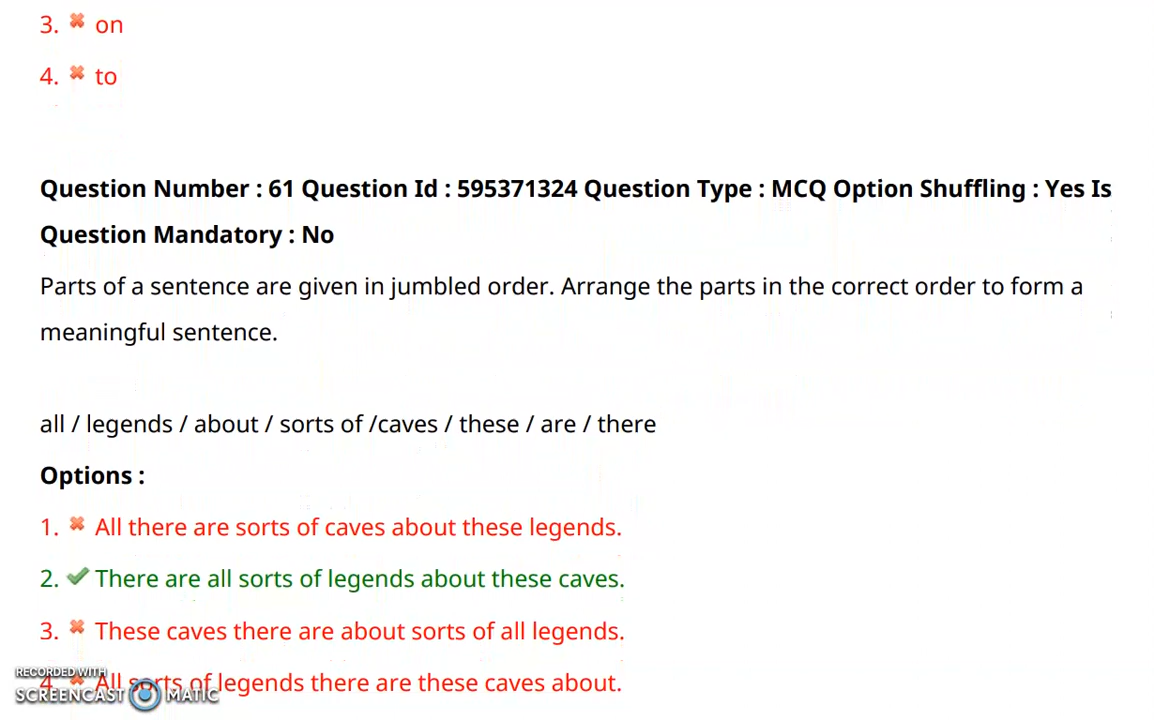 3. on
4. to
Question Number : 61 Question Id : 595371324 Question Type : MCQ Option Shuffling : Yes Is
Question Mandatory : No
Parts of a sentence are given in jumbled order. Arrange the parts in the correct order to form a
meaningful sentence.
all / legends / about / sorts of /caves / these / are / there
Options :
1. All there are sorts of caves about these legends.
2. There are all sorts of legends about these caves.
3. These caves there are about sorts of all legends.
4. All sorts of legends there are these caves about.
RECORDED WITH
SCREENCAST MATIC